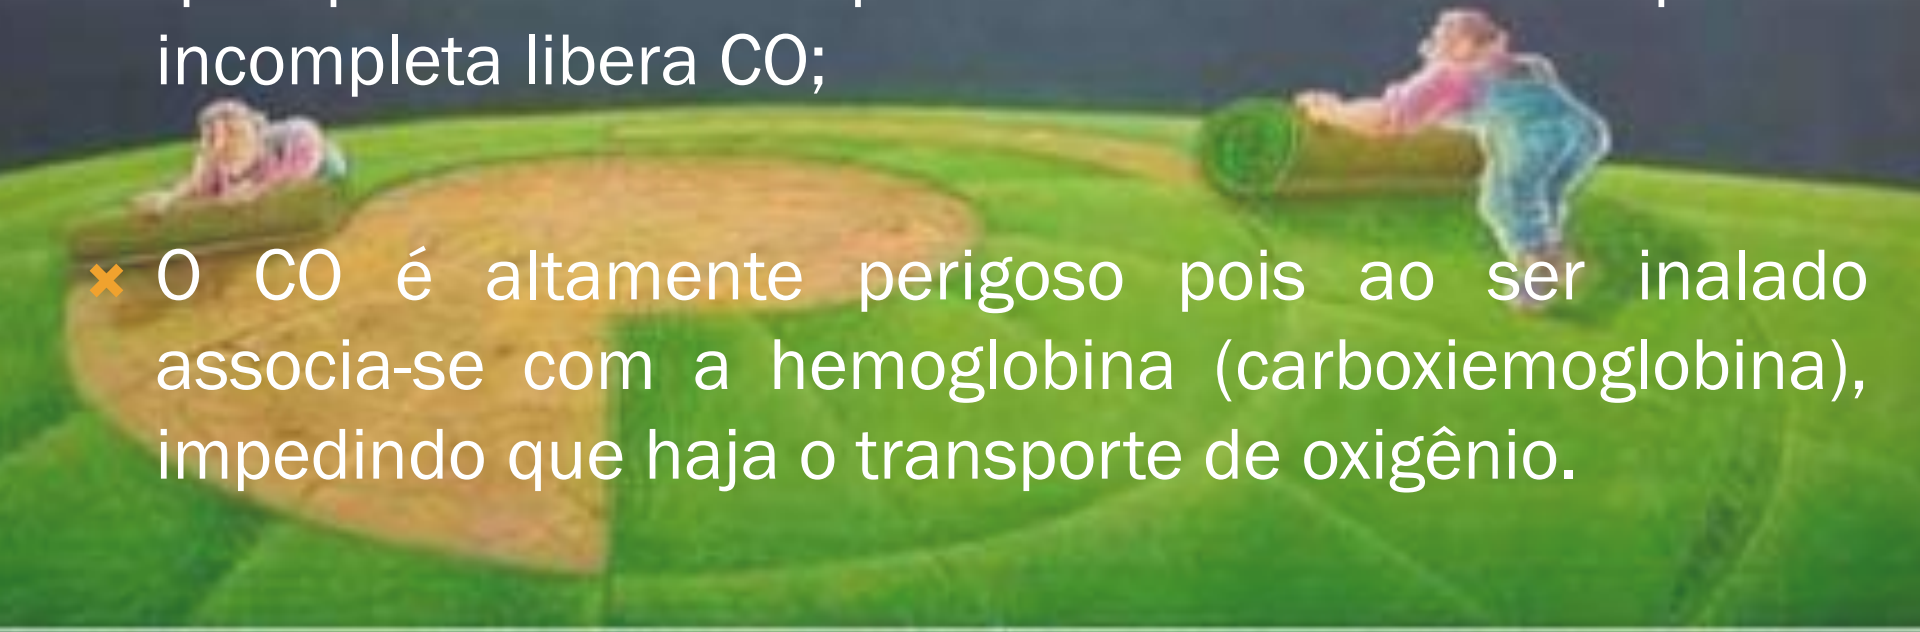 incompleta libera CO;
O CO é altamente perigoso pois ao ser inalado
associa-se com a hemoglobina (carboxiemoglobina),
impedindo que haja o transporte de oxigênio.